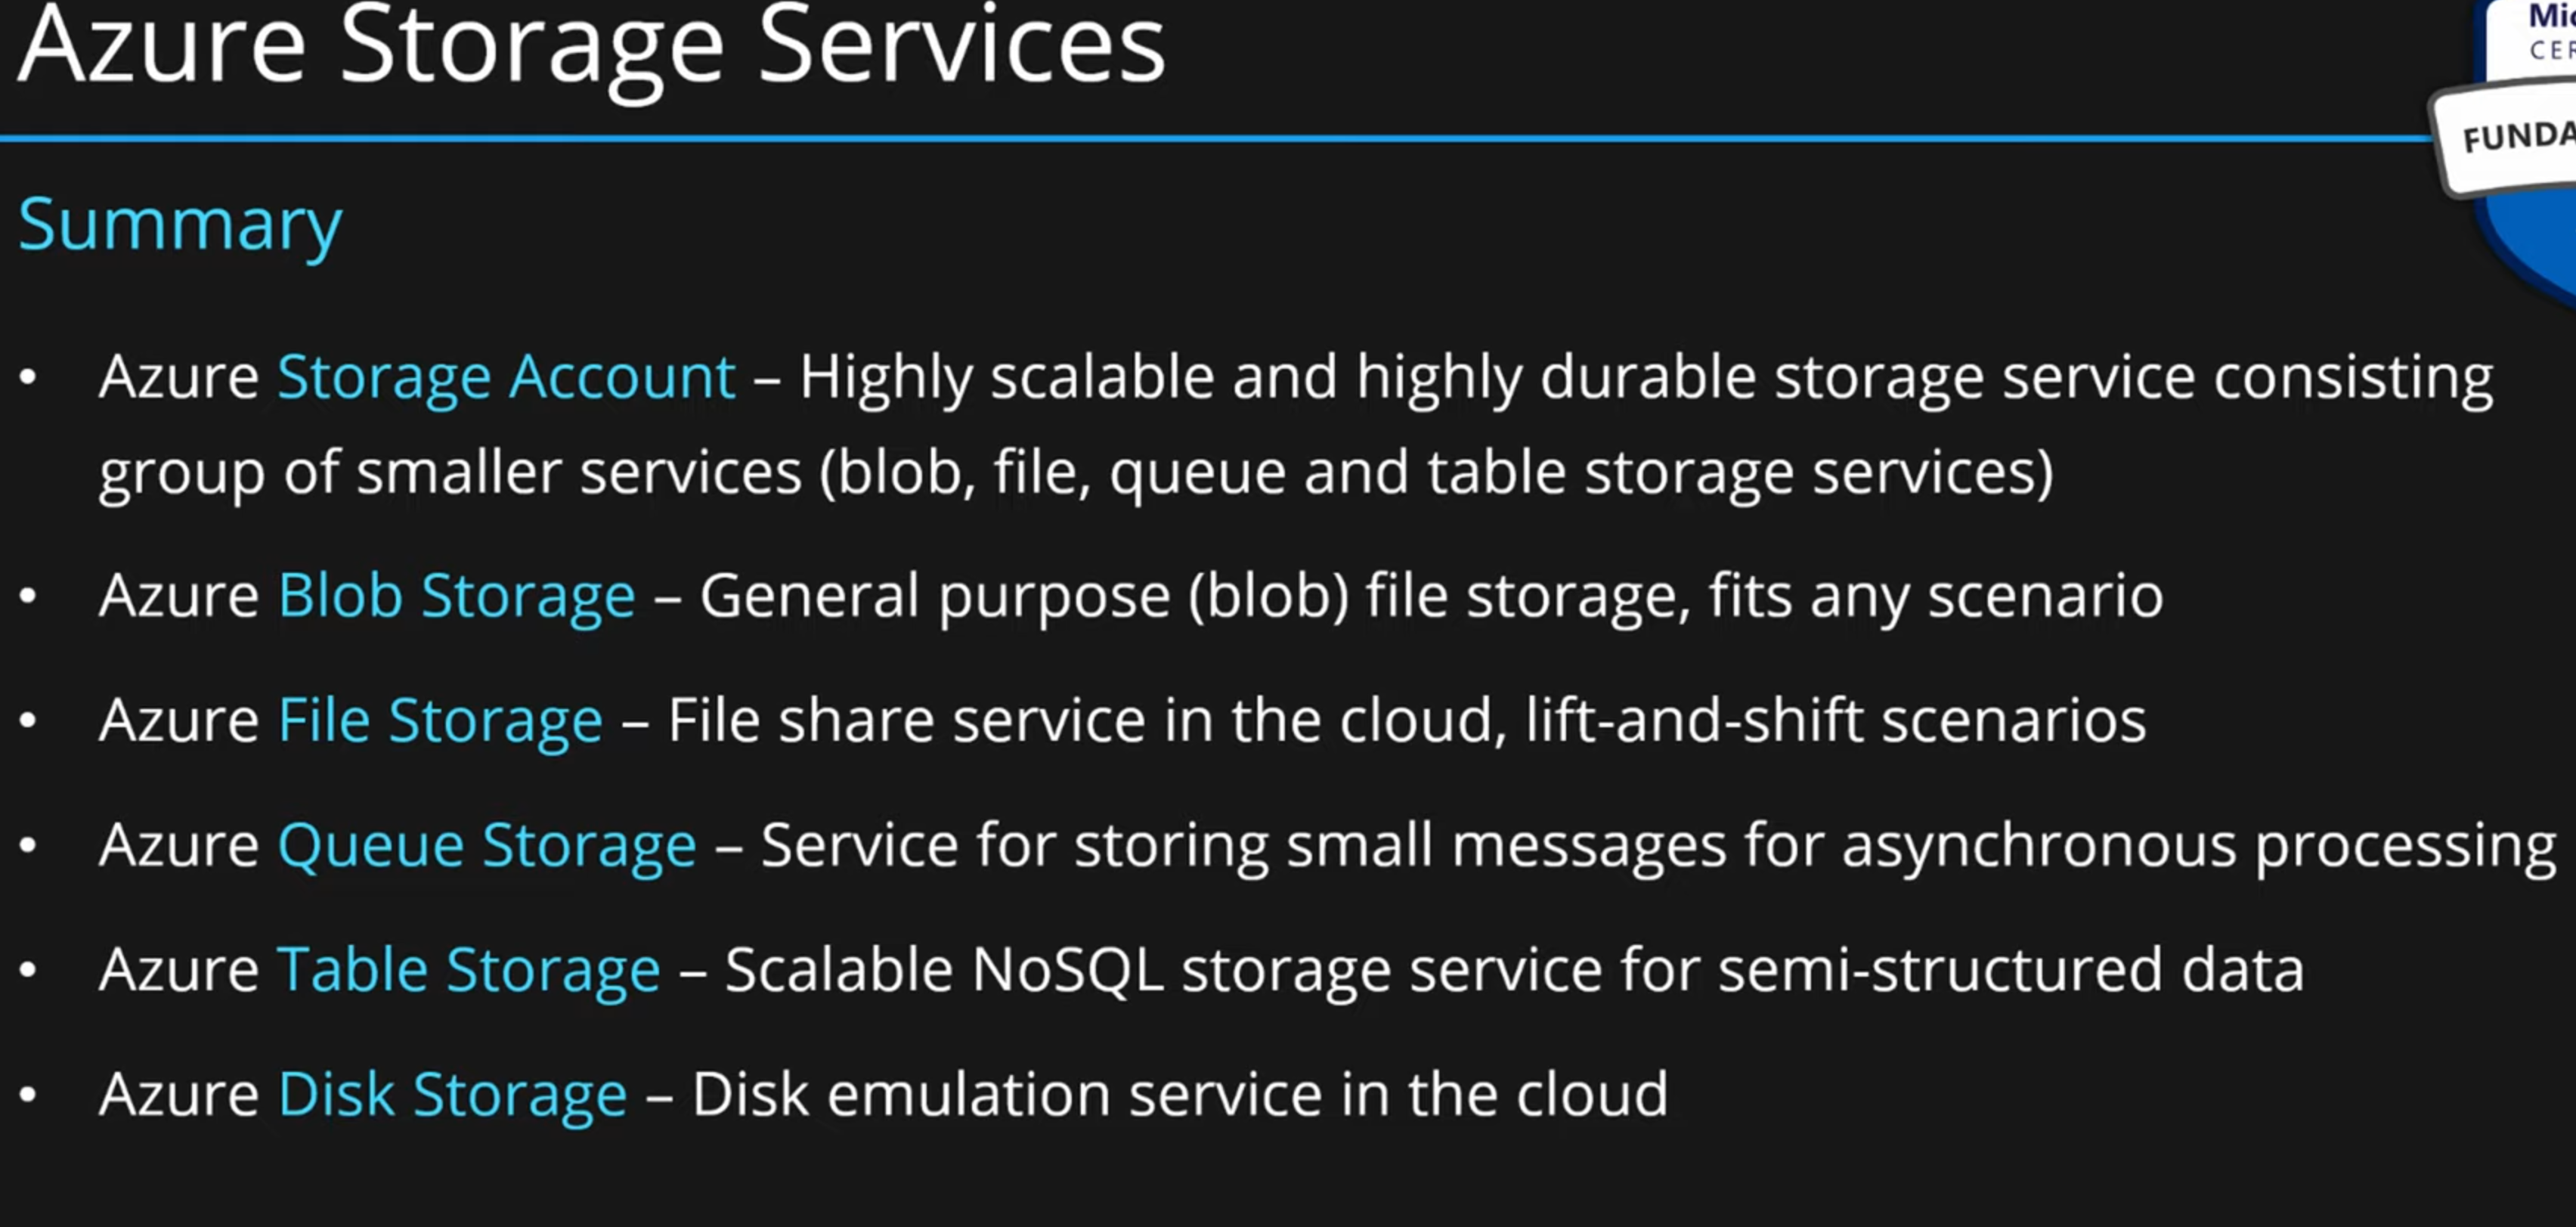 Azure Storage Services
Summary
• Azure Storage Account – Highly scalable and highly durable storage service consisting
group of smaller services (blob, file, queue and table storage services)
• Azure Blob Storage – General purpose (blob) file storage, fits any scenario
• Azure File Storage – File share service in the cloud, lift-and-shift scenarios
• Azure Queue Storage – Service for storing small messages for asynchronous processing
• Azure Table Storage – Scalable NoSQL storage service for semi-structured data
• Azure Disk Storage – Disk emulation service in the cloud